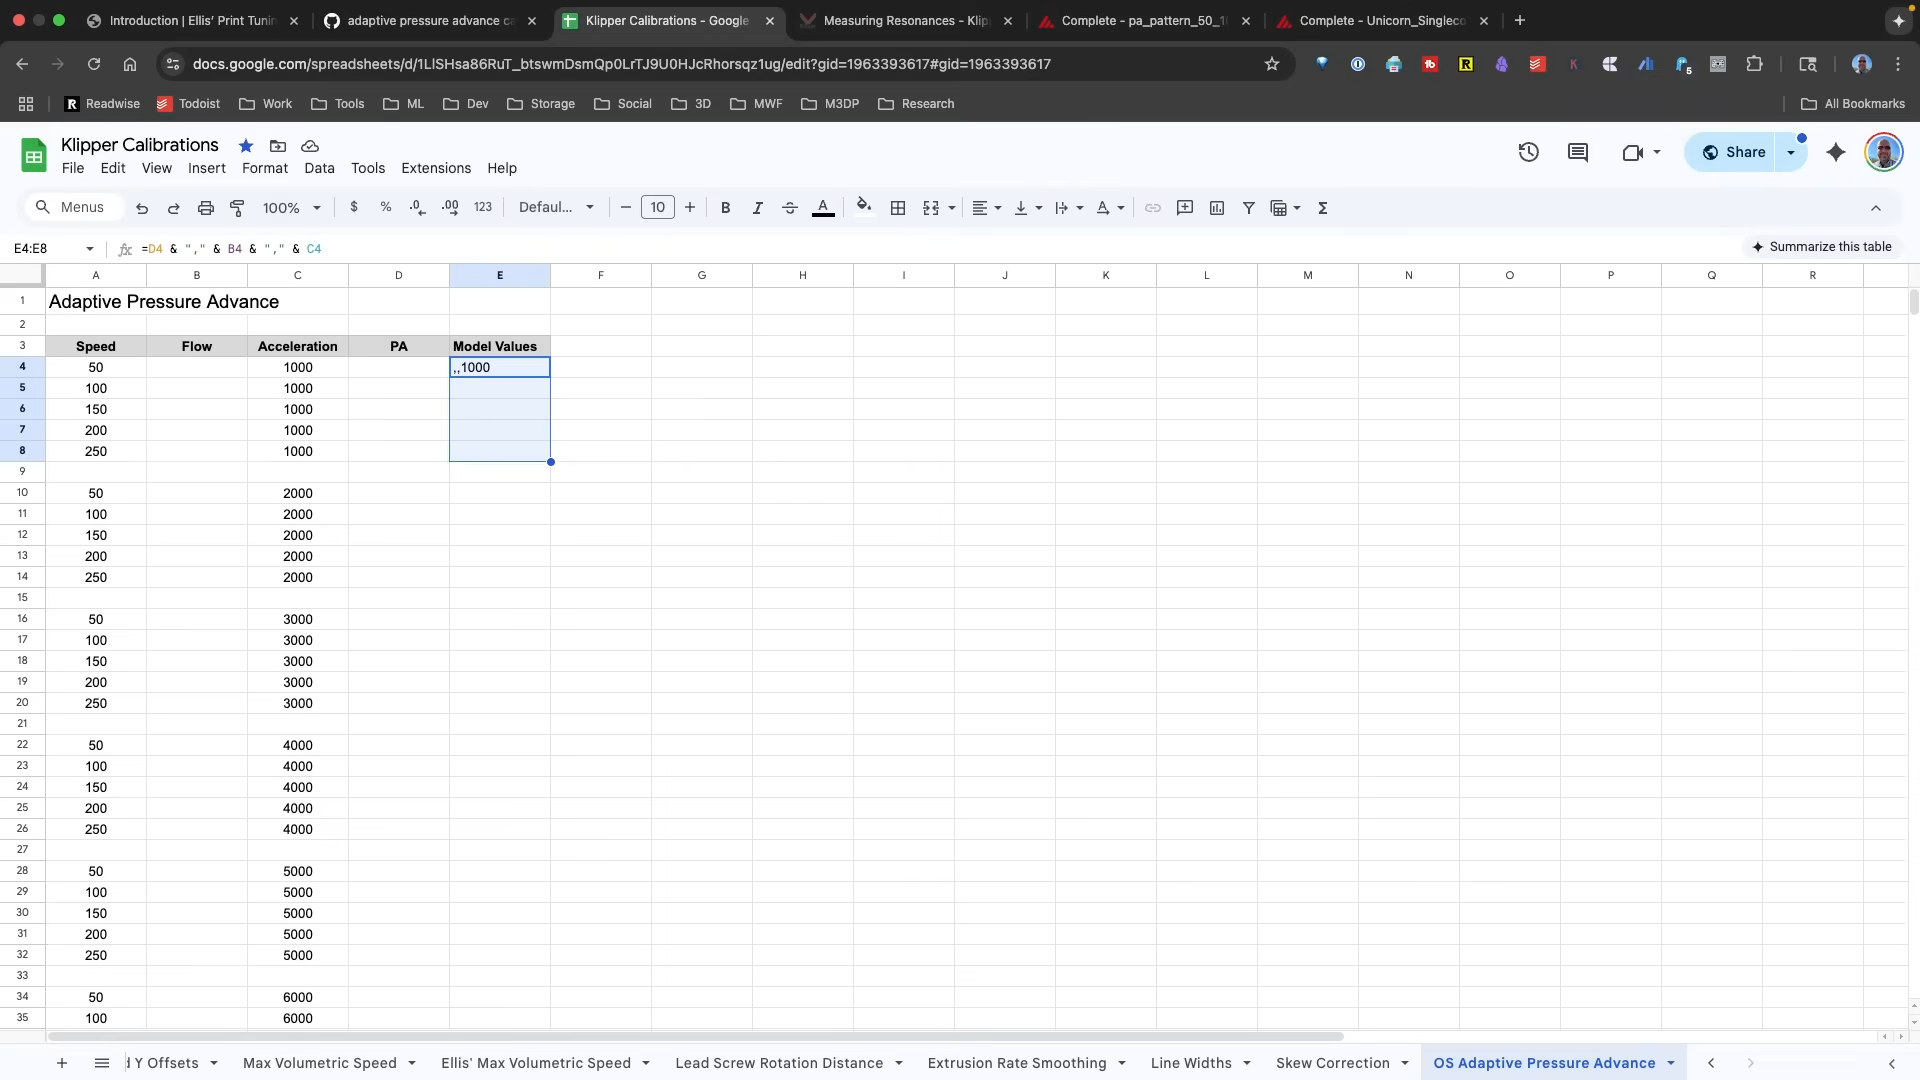 Introduction | Ellis' Print Tunin
adaptive pressure advance ca
Klipper Calibrations - Google
Measuring Resonances - Klip
Complete - pa_pattern_50_1
Complete - Unicorn_Singleco
docs.google.com/spreadsheets/d/1LlSHsa86RuT_btswmDsmQp0LrTJ9U0HJcRhorsqz1ug/edit?gid=1963393617#gid=1963393617
Readwise Todoist Work Tools ML Dev Storage Social 3D MWF M3DP Research All Bookmarks
Klipper Calibrations
File Edit View Insert Format Data Tools Extensions Help
Share
Menus 100% $ % .0 .00 123 Defaul... 10 B I
E4:E8 fx =D4 & "," & B4 & "," & C4
Summarize this table
A B C D E F G H I J K L M N O P Q R
1 Adaptive Pressure Advance
2
3 Speed Flow Acceleration PA Model Values
4 50 1000 ,,1000
5 100 1000
6 150 1000
7 200 1000
8 250 1000
9
10 50 2000
11 100 2000
12 150 2000
13 200 2000
14 250 2000
15
16 50 3000
17 100 3000
18 150 3000
19 200 3000
20 250 3000
21
22 50 4000
23 100 4000
24 150 4000
25 200 4000
26 250 4000
27
28 50 5000
29 100 5000
30 150 5000
31 200 5000
32 250 5000
33
34 50 6000
35 100 6000
Y Offsets Max Volumetric Speed Ellis' Max Volumetric Speed Lead Screw Rotation Distance Extrusion Rate Smoothing Line Widths Skew Correction OS Adaptive Pressure Advance